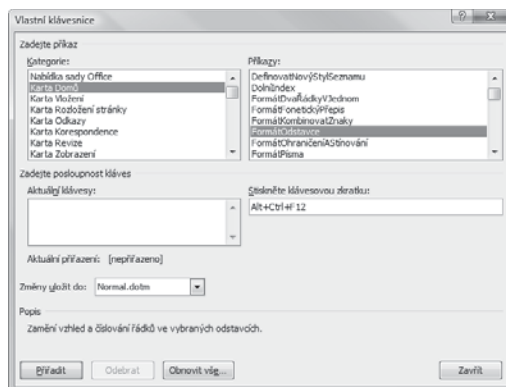 Vlastní klávesnice
Zadejte příkaz
Kategorie:
Nabídka sady Office
Karta Domů
Karta Vložení
Karta Rozložení stránky
Karta Odkazy
Karta Korespondence
Karta Revize
Karta Zobrazení
Příkazy:
DefinovatNovýStylSeznamu
DolníIndex
FormátDvaŘádkyVJednom
FormátFonetickýPřepis
FormátKombinovatZnaky
FormátOdstavce
FormátOhraničeníAStínování
FormátPísma
Zadejte posloupnost kláves
Aktuální klávesy:
Stiskněte klávesovou zkratku:
Alt+Ctrl+F12
Aktuální přiřazení: [nepřiřazeno]
Změny uložit do: Normal.dotm
Popis
Zamění vzhled a číslování řádků ve vybraných odstavcích.
Přiřadit Odebrat Obnovit vše... Zavřít